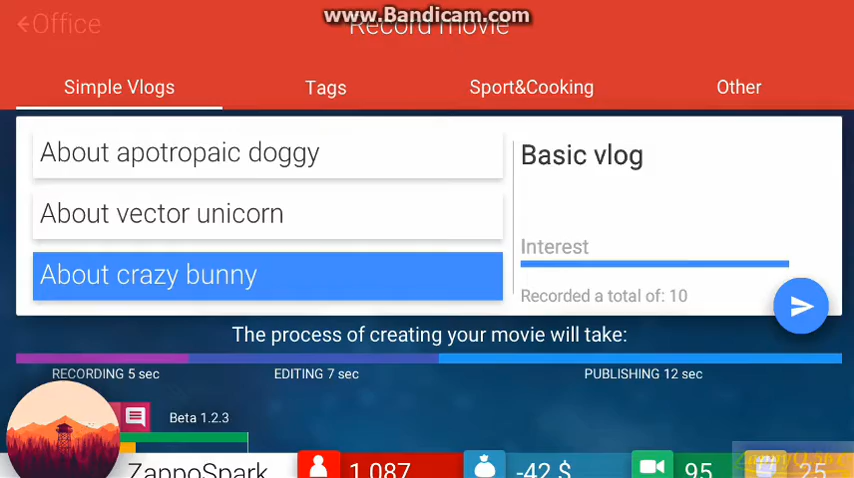 www.Bandicam.com
Office
Record movie
Simple Vlogs
Tags
Sport&Cooking
Other
About apotropaic doggy
About vector unicorn
About crazy bunny
Basic vlog
Interest
Recorded a total of: 10
The process of creating your movie will take:
RECORDING 5 sec
EDITING 7 sec
PUBLISHING 12 sec
Beta 1.2.3
ZappoSpark
1 087
-42 $
95
25